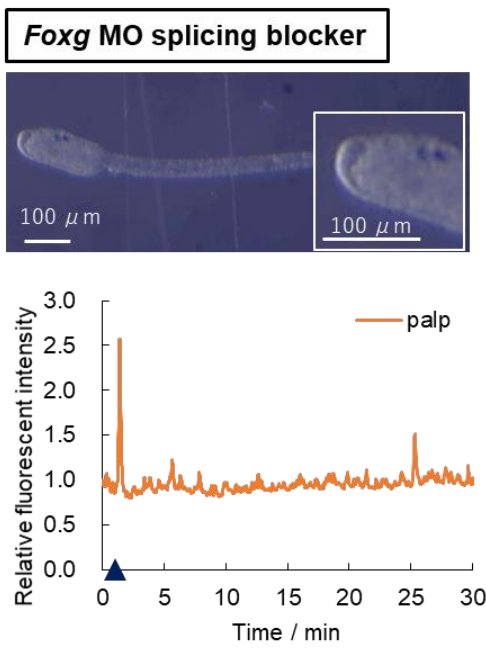 Foxg MO splicing blocker
100 μm
100 μm
Relative fluorescent intensity
3.0
2.5
2.0
1.5
1.0
0.5
0.0
palp
0 5 10 15 20 25 30
Time / min